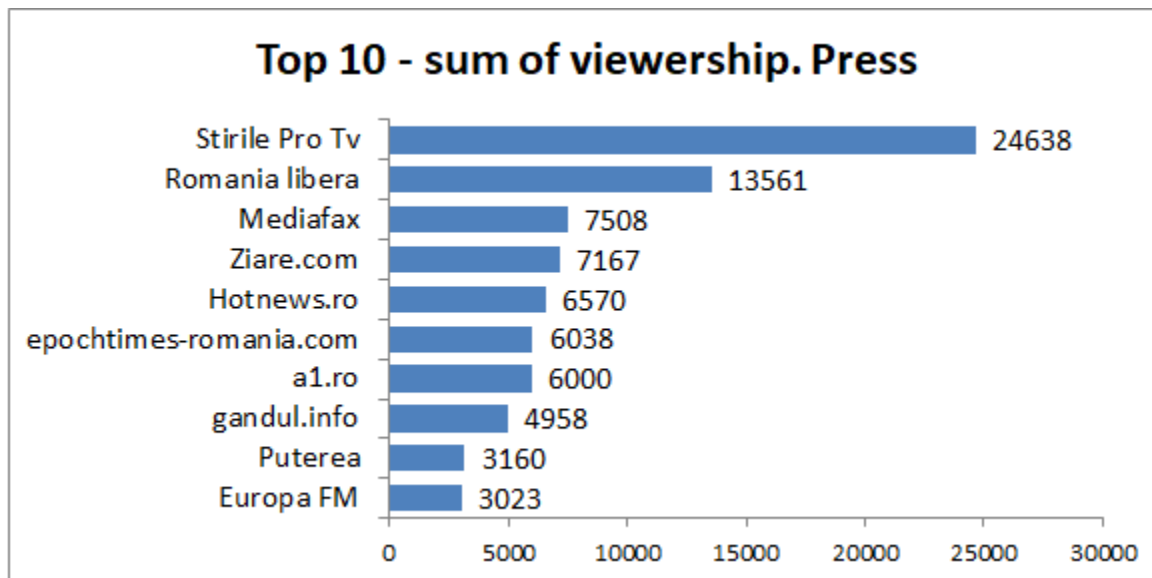 Top 10 - sum of viewership. Press
Stirile Pro Tv 24638
Romania libera 13561
Mediafax 7508
Ziare.com 7167
Hotnews.ro 6570
epochtimes-romania.com 6038
a1.ro 6000
gandul.info 4958
Puterea 3160
Europa FM 3023
0 5000 10000 15000 20000 25000 30000